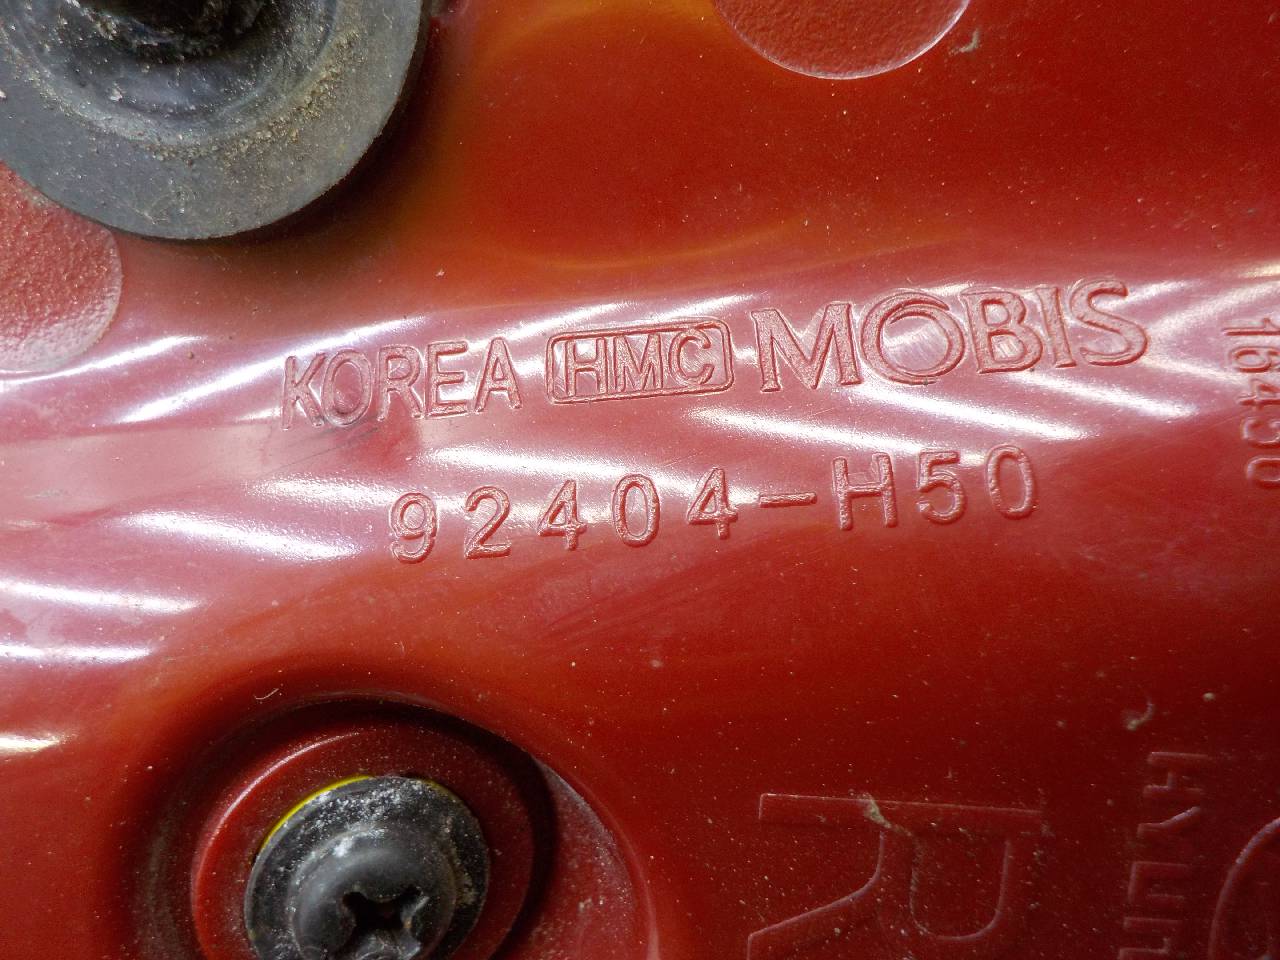 KOREA HMC MOBIS
92404-H50
R